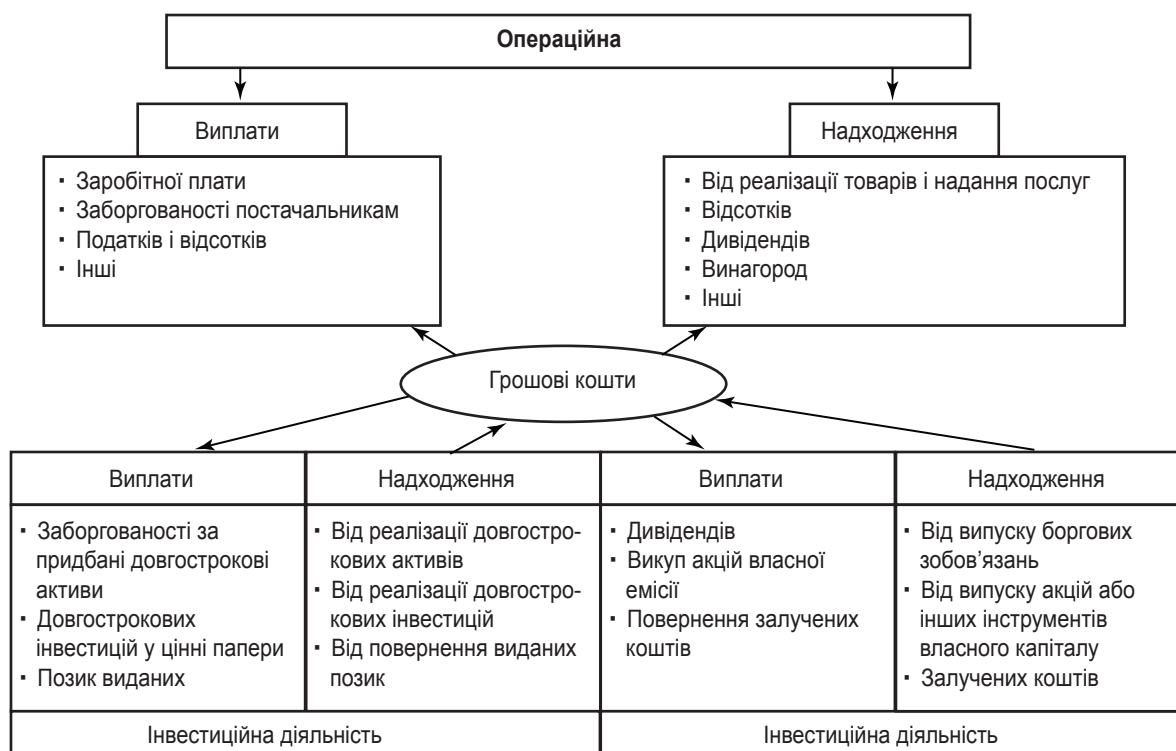 Операційна
Виплати
· Заробітної плати
· Заборгованості постачальникам
· Податків і відсотків
· Інші
Надходження
· Від реалізації товарів і надання послуг
· Відсотків
· Дивідендів
· Винагород
· Інші
Грошові кошти
Виплати
· Заборгованості за
придбані довгострокові
активи
· Довгострокових
інвестицій у цінні папери
· Позик виданих
Надходження
· Від реалізації довгостро-
кових активів
· Від реалізації довгостро-
кових інвестицій
· Від повернення виданих
позик
Виплати
· Дивідендів
· Викуп акцій власної
емісії
· Повернення залучених
коштів
Надходження
· Від випуску боргових
зобов’язань
· Від випуску акцій або
інших інструментів
власного капіталу
· Залучених коштів
Інвестиційна діяльність
Інвестиційна діяльність